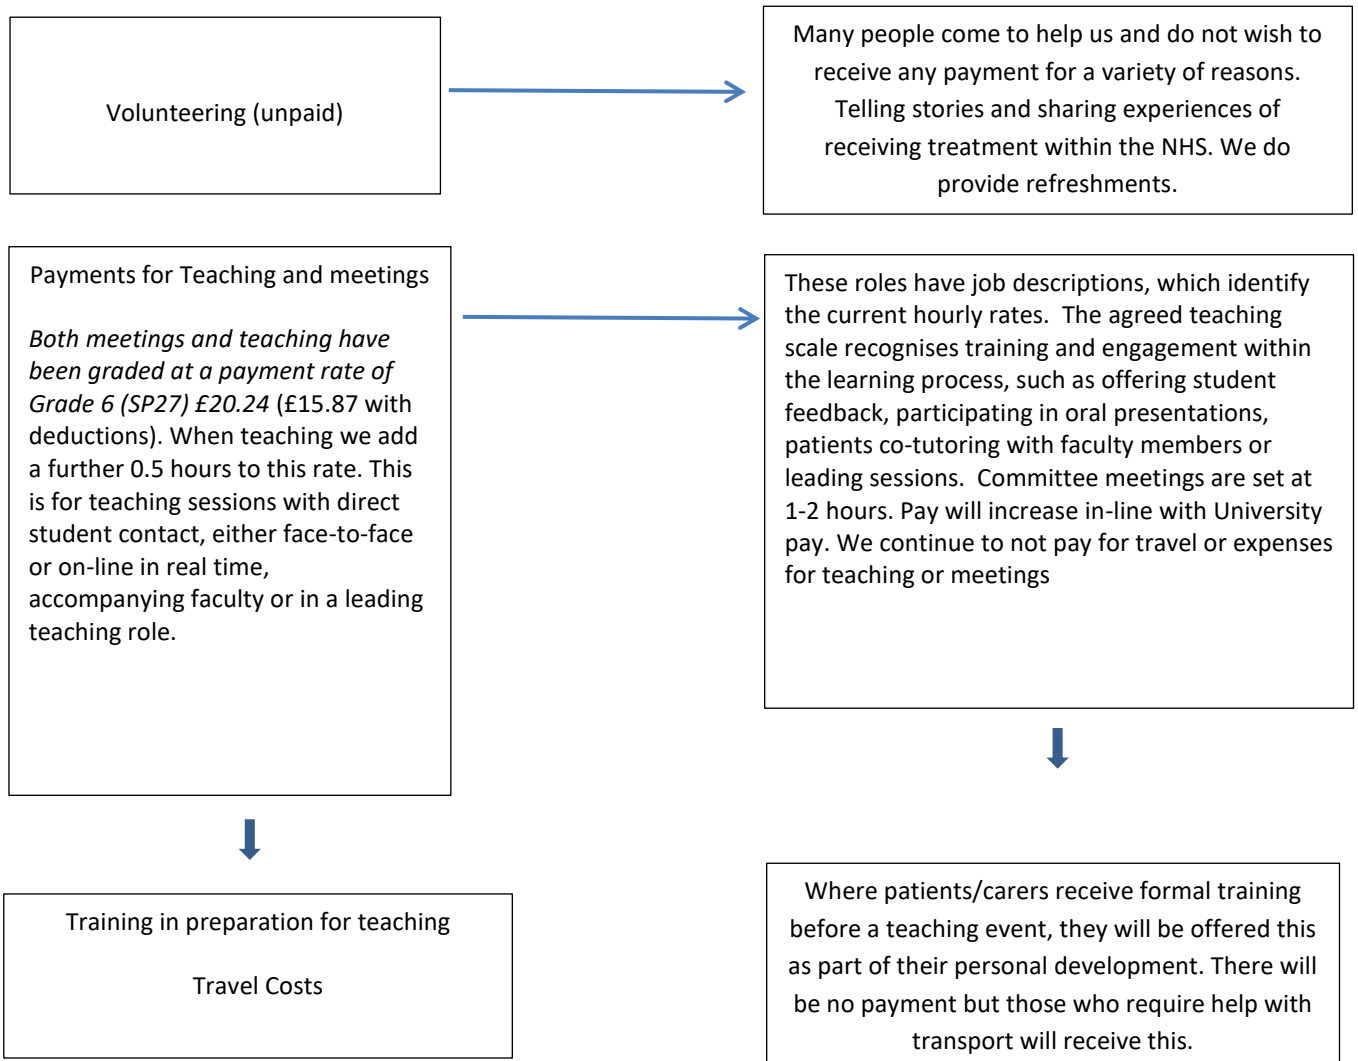 Volunteering (unpaid)
Many people come to help us and do not wish to
receive any payment for a variety of reasons.
Telling stories and sharing experiences of
receiving treatment within the NHS. We do
provide refreshments.
Payments for Teaching and meetings
Both meetings and teaching have
been graded at a payment rate of
Grade 6 (SP27) £20.24 (£15.87 with
deductions). When teaching we add
a further 0.5 hours to this rate. This
is for teaching sessions with direct
student contact, either face-to-face
or on-line in real time,
accompanying faculty or in a leading
teaching role.
These roles have job descriptions, which identify
the current hourly rates.  The agreed teaching
scale recognises training and engagement within
the learning process, such as offering student
feedback, participating in oral presentations,
patients co-tutoring with faculty members or
leading sessions.  Committee meetings are set at
1-2 hours. Pay will increase in-line with University
pay. We continue to not pay for travel or expenses
for teaching or meetings
Training in preparation for teaching
Travel Costs
Where patients/carers receive formal training
before a teaching event, they will be offered this
as part of their personal development. There will
be no payment but those who require help with
transport will receive this.